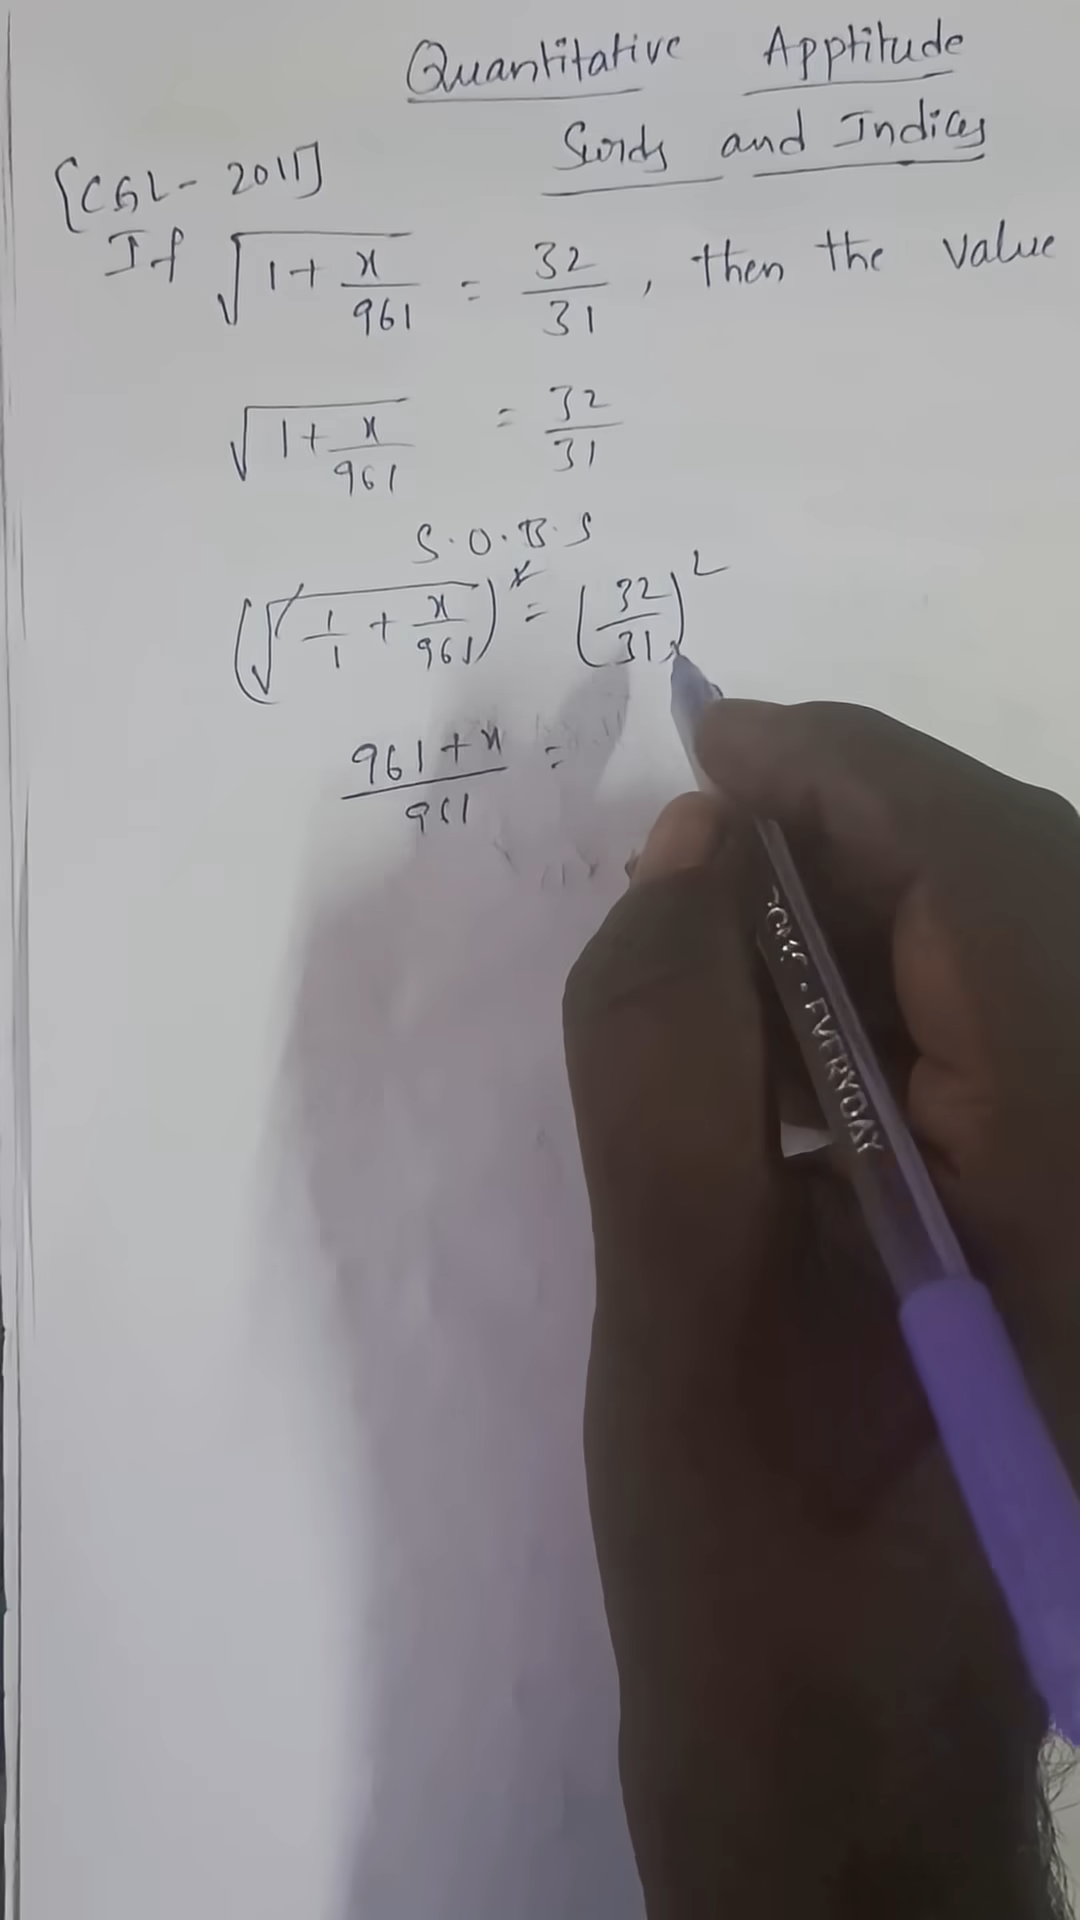 Quantitative Apptitude
Surds and Indices
[CGL - 2011]
If √(1 + x/961) = 32/31, then the value
√(1 + x/961) = 32/31
S.O.B.S
(√(1/1 + x/961))² = (32/31)²
(961 + x)/961 =
EVERYDAY